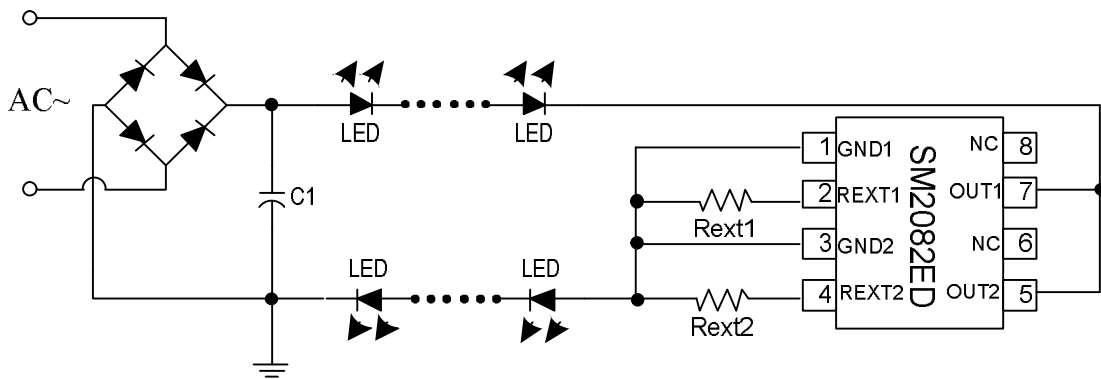 AC~
LED
LED
C1
LED
LED
Rext1
Rext2
1 GND1
2 REXT1
3 GND2
4 REXT2
SM2082ED
NC 8
OUT1 7
NC 6
OUT2 5